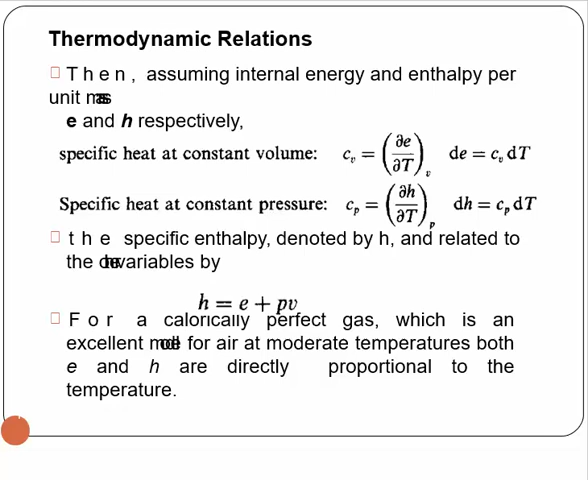 Thermodynamic Relations
Then, assuming internal energy and enthalpy per
unit mass
e and h respectively,
specific heat at constant volume: c_v = (∂e/∂T)_v de = c_v dT
Specific heat at constant pressure: c_p = (∂h/∂T)_p dh = c_p dT
the specific enthalpy, denoted by h, and related to
the variables by
h = e + pv
For a calorically perfect gas, which is an
excellent model for air at moderate temperatures both
e and h are directly proportional to the
temperature.